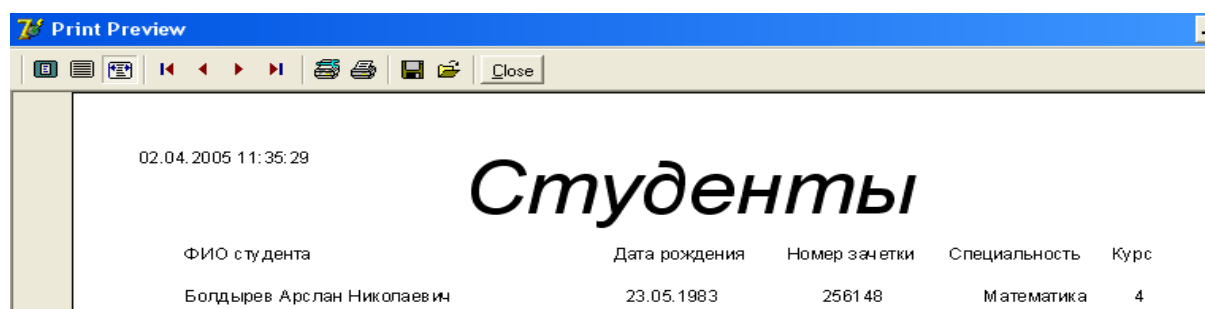 Print Preview
Close
02.04.2005 11:35:29
Студенты
ФИО студента Дата рождения Номер зачетки Специальность Курс
Болдырев Арслан Николаевич 23.05.1983 256148 Математика 4